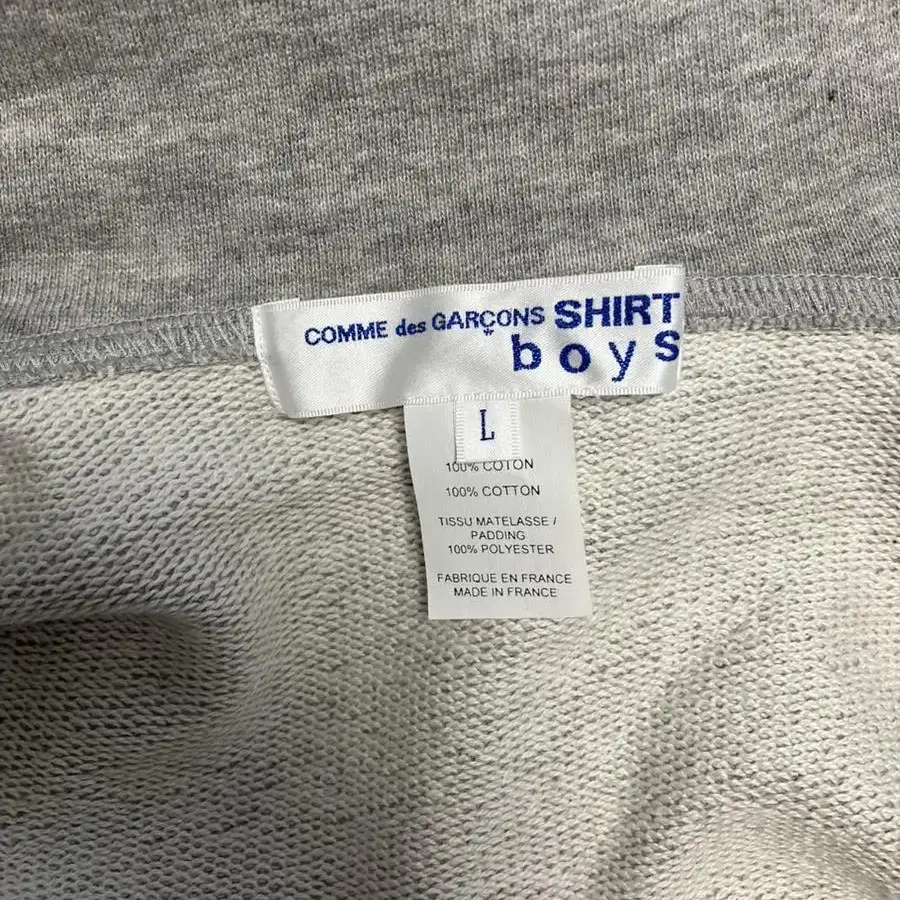 COMME des GARÇONS SHIRT
boys
L
100% COTON
100% COTTON
TISSU MATELASSE /
PADDING
100% POLYESTER
FABRIQUE EN FRANCE
MADE IN FRANCE